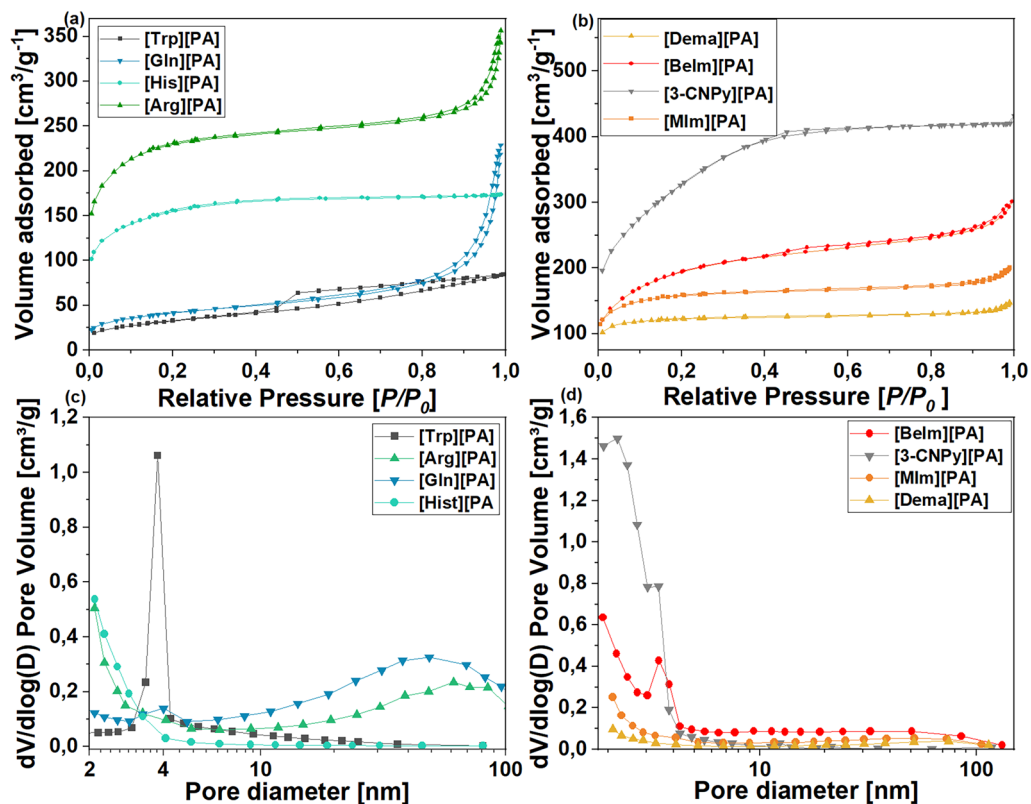 (a)
[Trp][PA]
[Gln][PA]
[His][PA]
[Arg][PA]
350
300
250
200
150
100
50
0
Volume adsorbed [cm³/g⁻¹]
0,0 0,2 0,4 0,6 0,8 1,0
Relative Pressure [P/P₀]
(b)
[Dema][PA]
[BeIm][PA]
[3-CNPy][PA]
[MIm][PA]
500
400
300
200
100
Volume adsorbed [cm³/g⁻¹]
0,0 0,2 0,4 0,6 0,8 1,0
Relative Pressure [P/P₀ ]
(c)
[Trp][PA]
[Arg][PA]
[Gln][PA]
[Hist][PA]
1,2
1,0
0,8
0,6
0,4
0,2
0,0
dV/dlog(D) Pore Volume [cm³/g]
2 4 10 100
Pore diameter [nm]
(d)
[BeIm][PA]
[3-CNPy][PA]
[MIm][PA]
[Dema][PA]
1,6
1,4
1,2
1,0
0,8
0,6
0,4
0,2
0,0
dV/dlog(D) Pore Volume [cm³/g]
10 100
Pore diameter [nm]